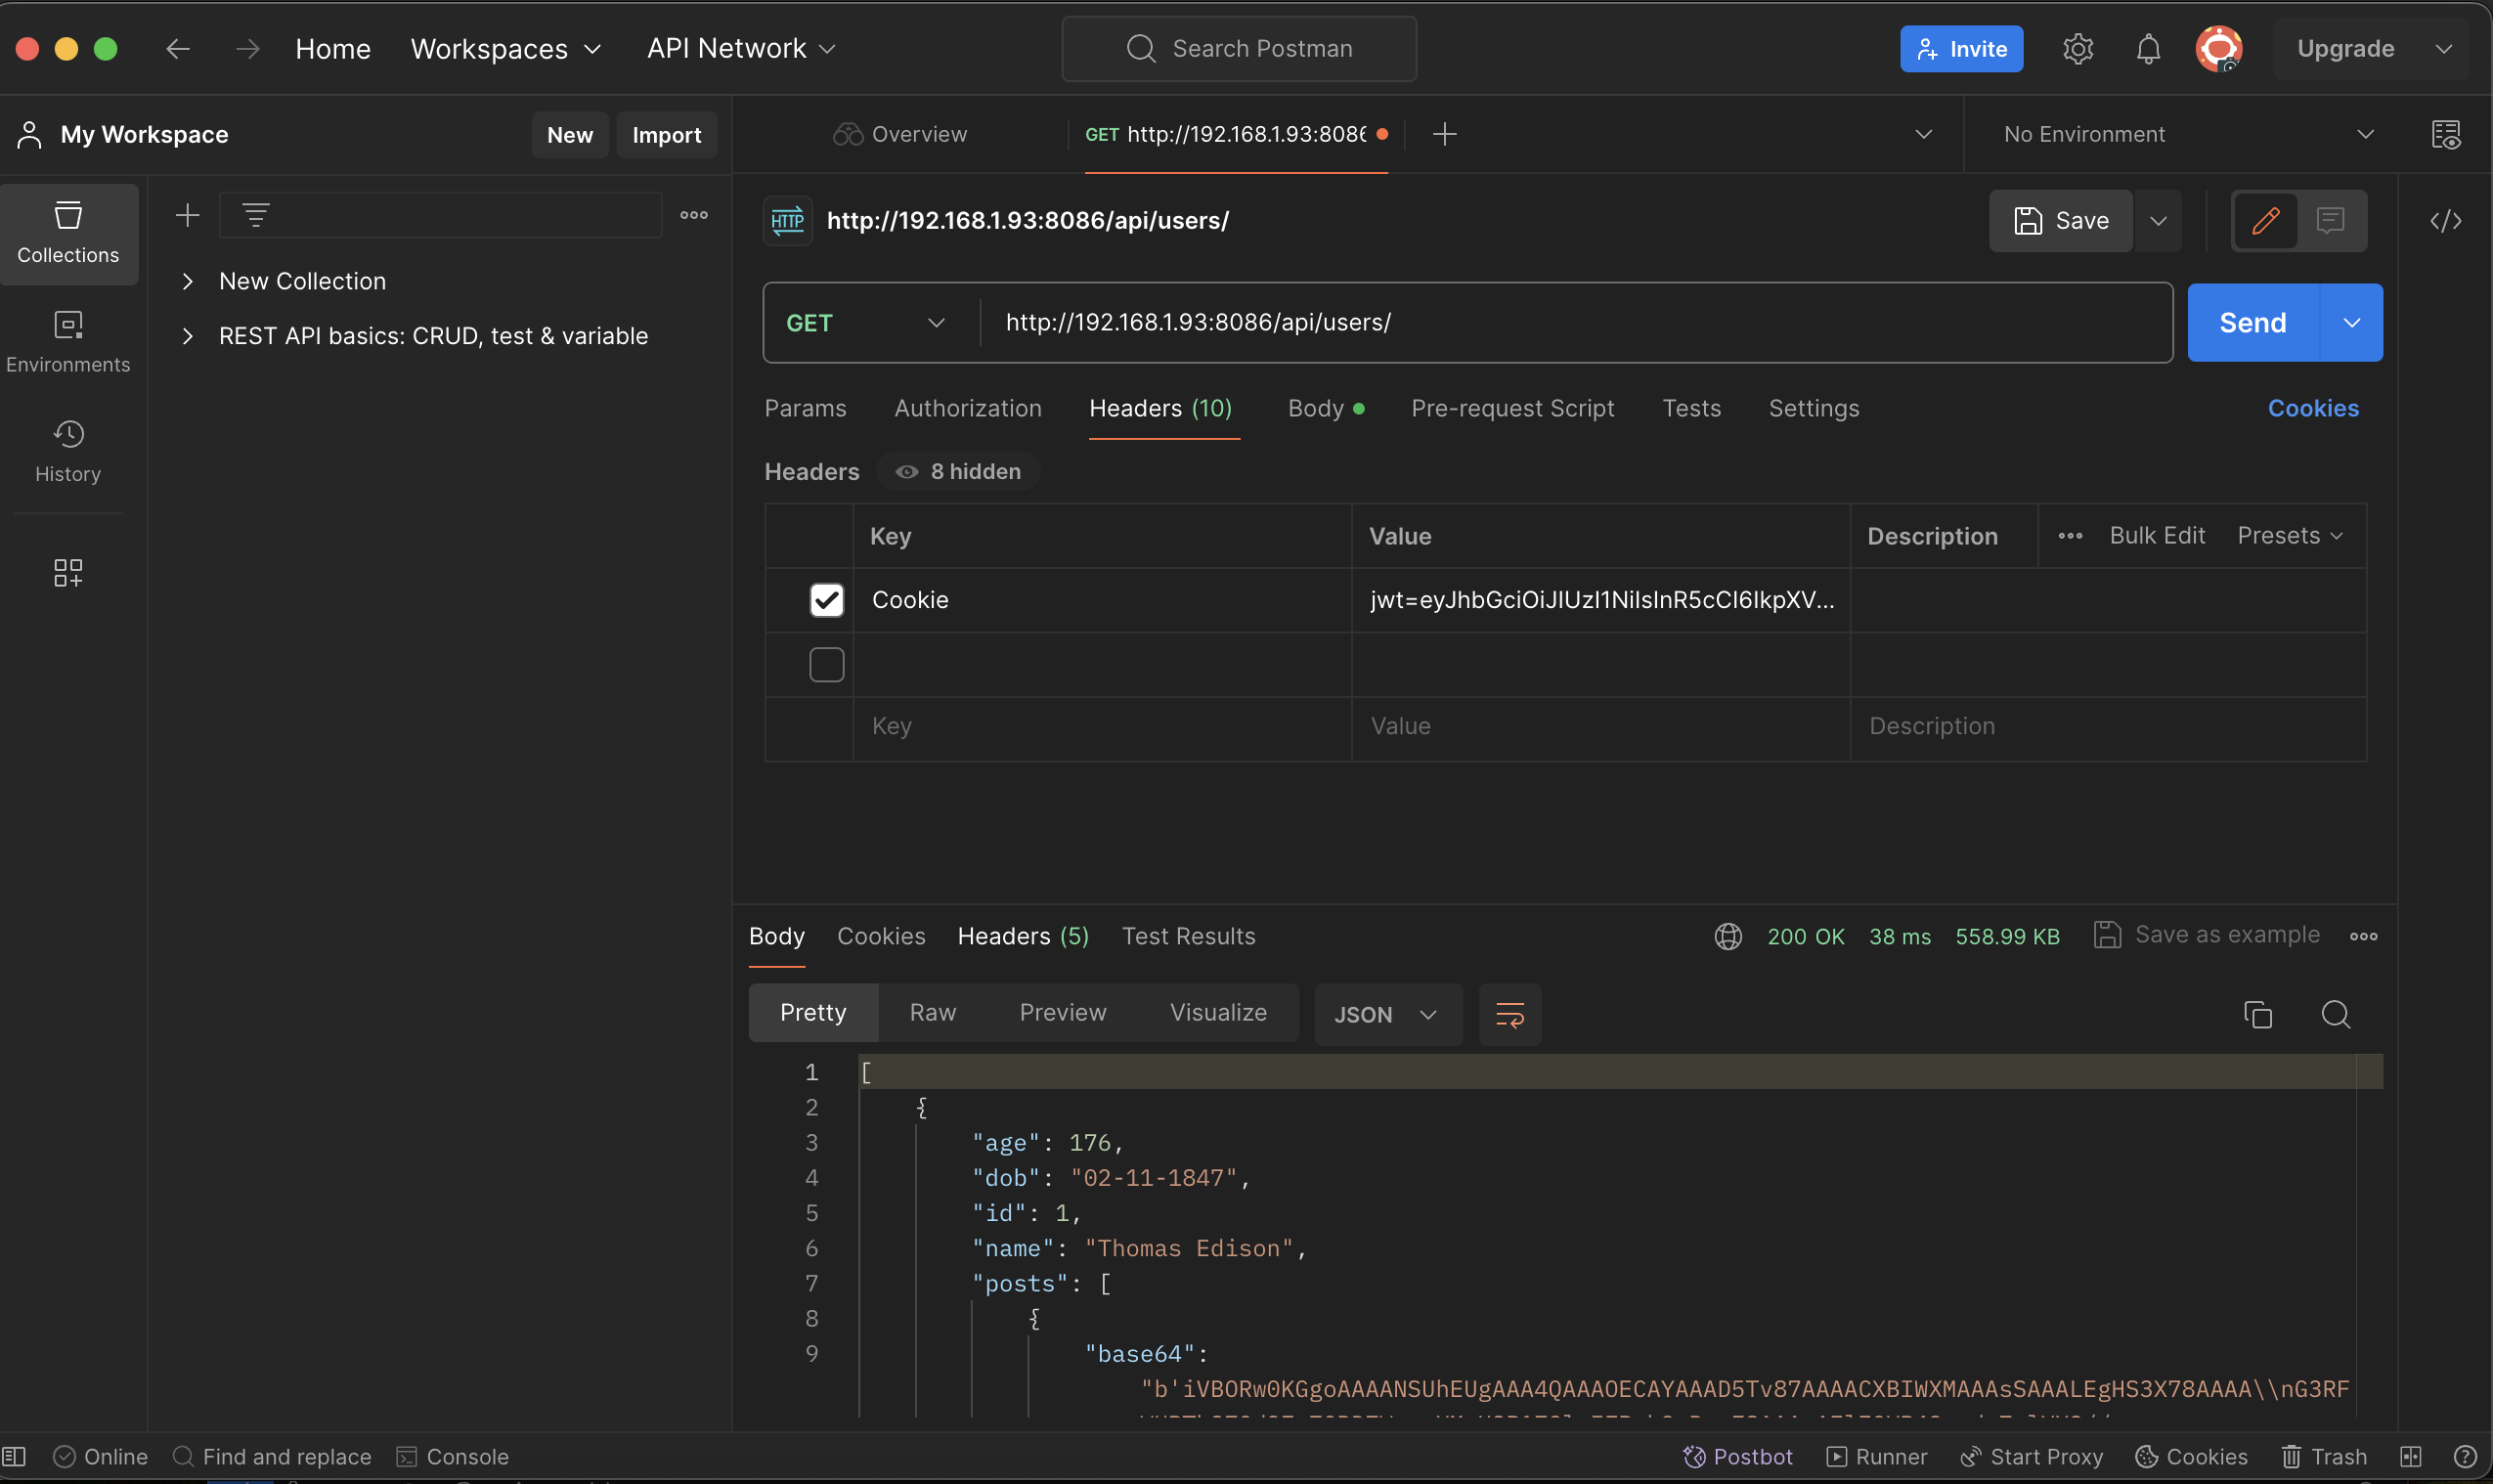 Home Workspaces API Network Search Postman Invite Upgrade
My Workspace New Import Overview GET http://192.168.1.93:8086 No Environment
Collections
Environments
History
New Collection
REST API basics: CRUD, test & variable
HTTP http://192.168.1.93:8086/api/users/ Save
GET http://192.168.1.93:8086/api/users/ Send
Params Authorization Headers (10) Body Pre-request Script Tests Settings Cookies
Headers 8 hidden
Key Value Description Bulk Edit Presets
Cookie jwt=eyJhbGciOiJIUzI1NiIsInR5cCI6IkpXV...
Key Value Description
Body Cookies Headers (5) Test Results 200 OK 38 ms 558.99 KB Save as example
Pretty Raw Preview Visualize JSON
1 [
2 {
3 "age": 176,
4 "dob": "02-11-1847",
5 "id": 1,
6 "name": "Thomas Edison",
7 "posts": [
8 {
9 "base64":
"b'iVBORw0KGgoAAAANSUhEUgAAA4QAAAOECAYAAAD5Tv87AAAACXBIWXMAAAsSAAALEgHS3X78AAAA\\nG3RF
Online Find and replace Console Postbot Runner Start Proxy Cookies Trash